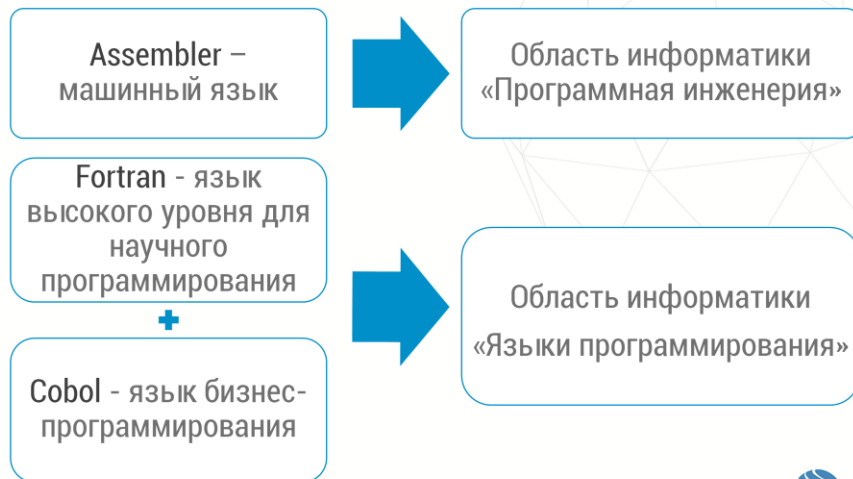 Assembler –
машинный язык
Область информатики
«Программная инженерия»
Fortran - язык
высокого уровня для
научного
программирования
+
Cobol - язык бизнес-
программирования
Область информатики
«Языки программирования»